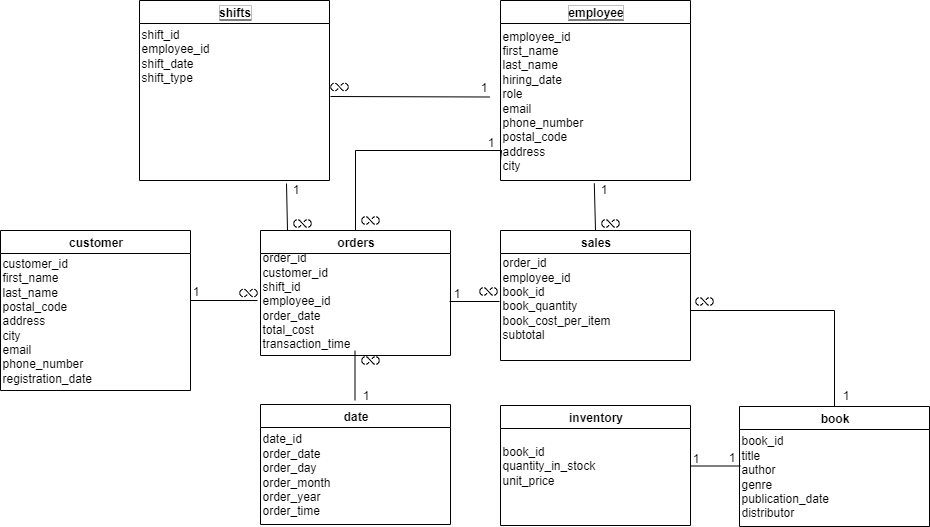 shifts
shift_id
employee_id
shift_date
shift_type
employee
employee_id
first_name
last_name
hiring_date
role
email
phone_number
postal_code
address
city
∞
1
1
1
∞
∞
1
∞
customer
customer_id
first_name
last_name
postal_code
address
city
email
phone_number
registration_date
1
∞
orders
order_id
customer_id
shift_id
employee_id
order_date
total_cost
transaction_time
1
∞
sales
order_id
employee_id
book_id
book_quantity
book_cost_per_item
subtotal
∞
∞
1
1
date
date_id
order_date
order_day
order_month
order_year
order_time
inventory
book_id
quantity_in_stock
unit_price
1
1
book
book_id
title
author
genre
publication_date
distributor